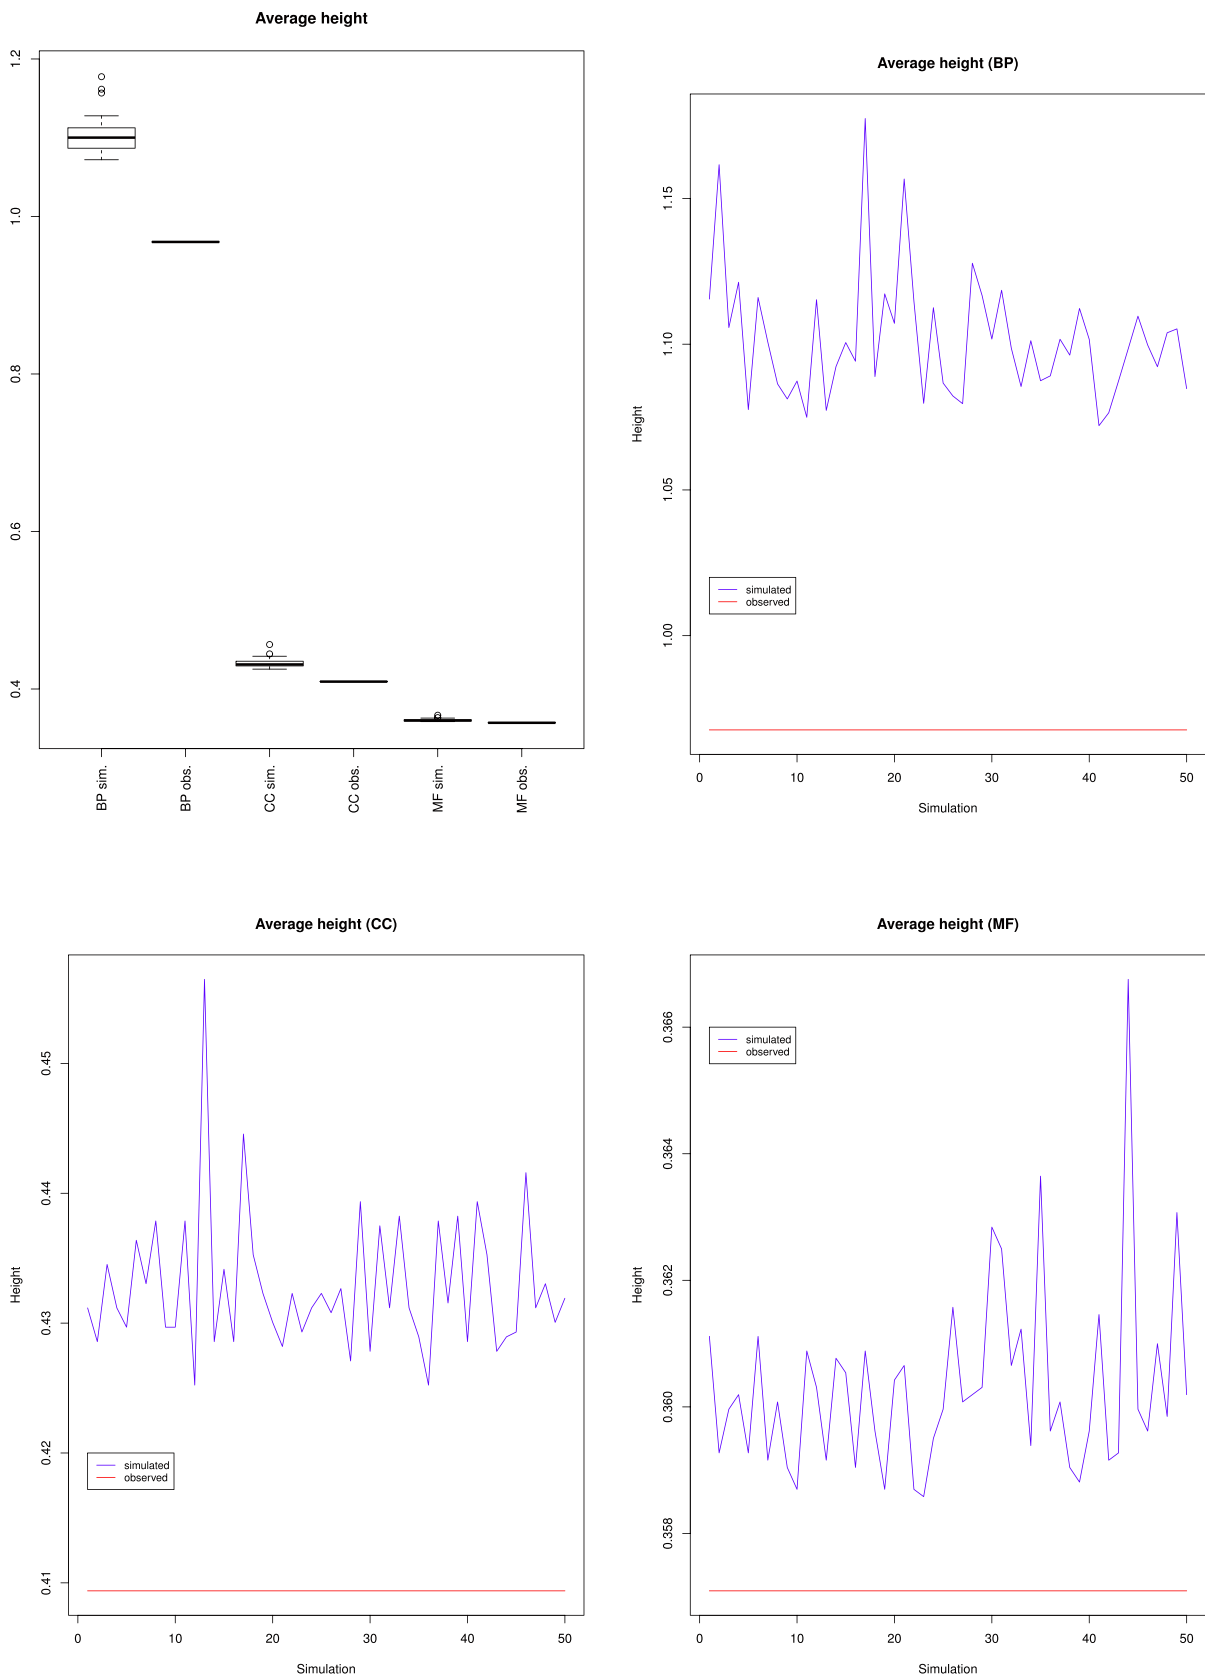 Average height
1.2
1.0
0.8
0.6
0.4
BP sim.
BP obs.
CC sim.
CC obs.
MF sim.
MF obs.
Average height (BP)
Height
1.15
1.10
1.05
1.00
simulated
observed
0 10 20 30 40 50
Simulation
Average height (CC)
Height
0.45
0.44
0.43
0.42
0.41
simulated
observed
0 10 20 30 40 50
Simulation
Average height (MF)
Height
0.366
0.364
0.362
0.360
0.358
simulated
observed
0 10 20 30 40 50
Simulation